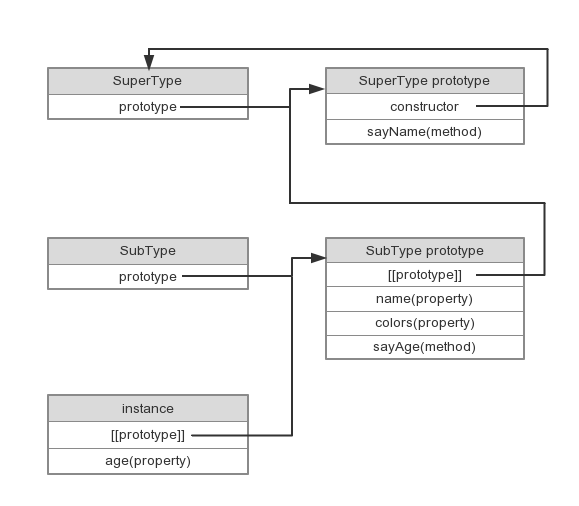 SuperType
prototype
SuperType prototype
constructor
sayName(method)
SubType
prototype
SubType prototype
[[prototype]]
name(property)
colors(property)
sayAge(method)
instance
[[prototype]]
age(property)